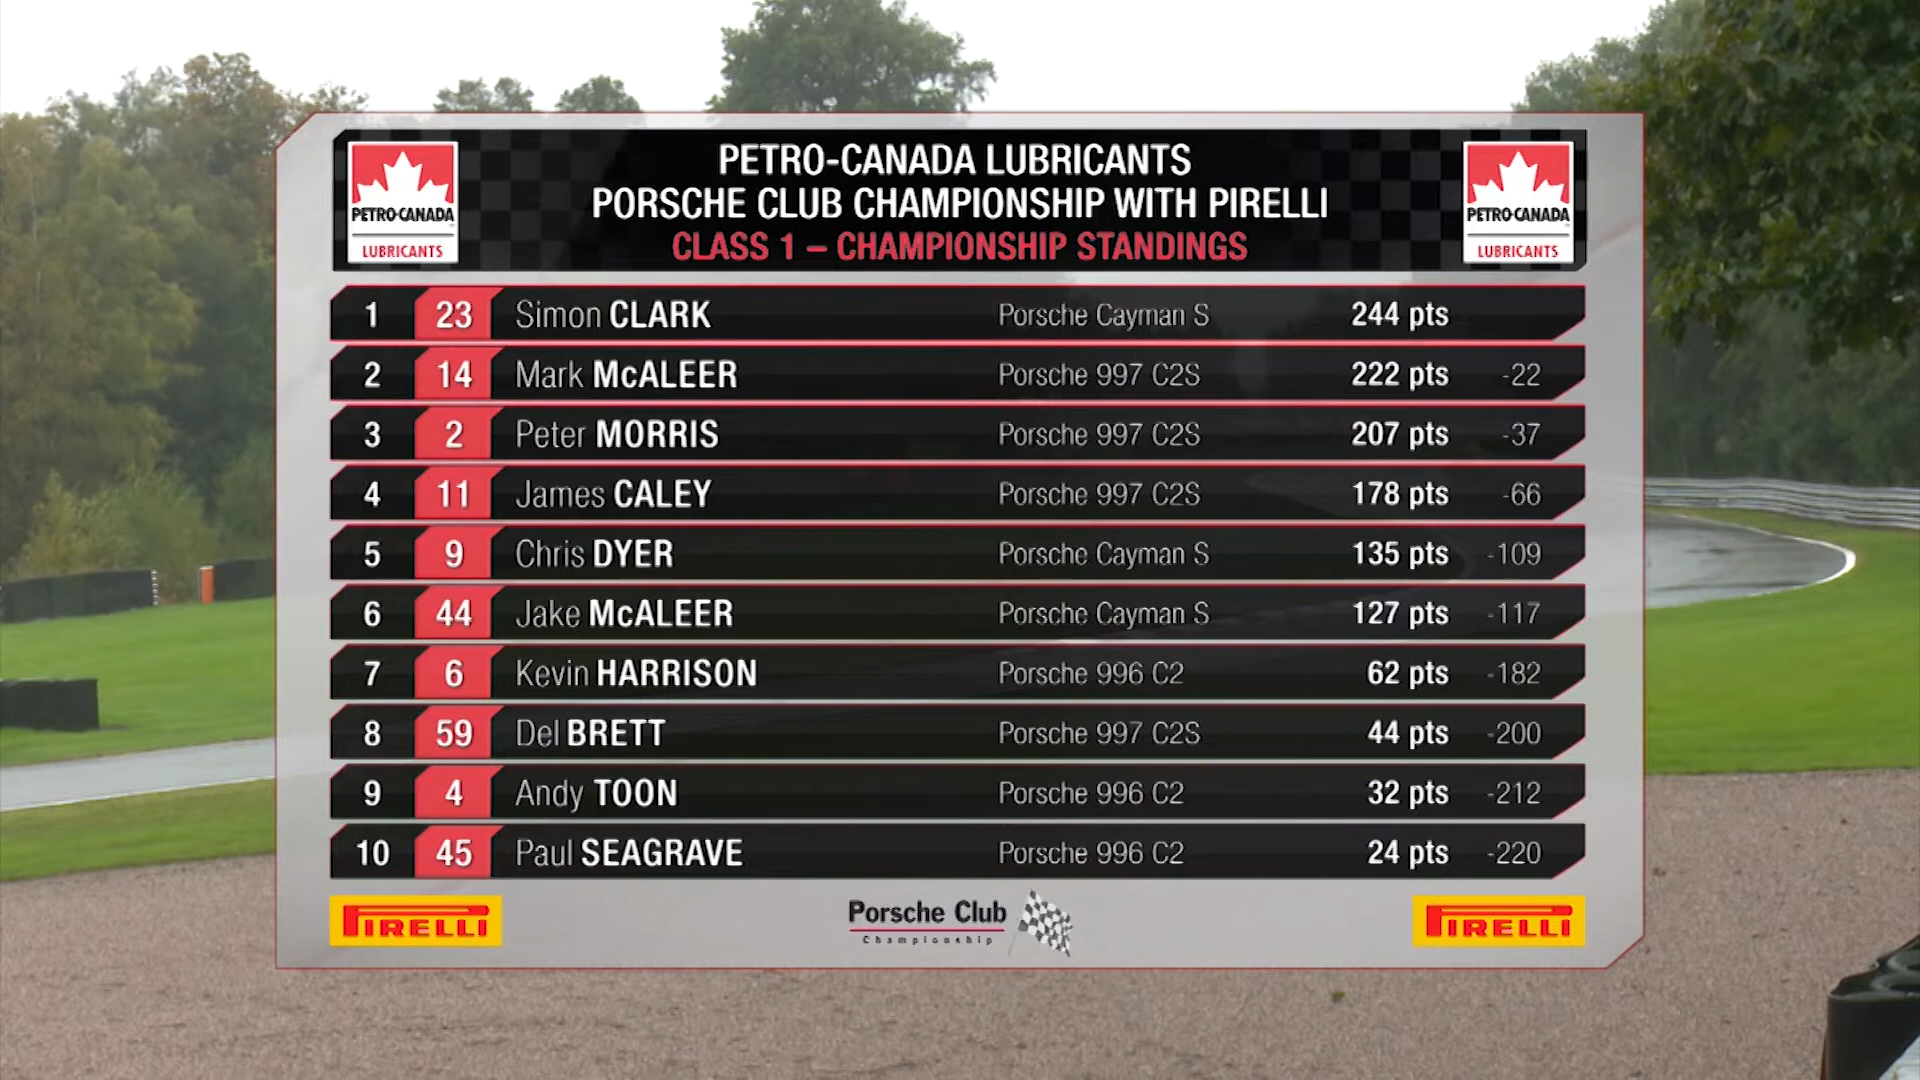 PETRO-CANADA LUBRICANTS
PORSCHE CLUB CHAMPIONSHIP WITH PIRELLI
CLASS 1 – CHAMPIONSHIP STANDINGS
PETRO-CANADA
LUBRICANTS
PETRO-CANADA
LUBRICANTS
1 23 Simon CLARK Porsche Cayman S 244 pts
2 14 Mark McALEER Porsche 997 C2S 222 pts -22
3 2 Peter MORRIS Porsche 997 C2S 207 pts -37
4 11 James CALEY Porsche 997 C2S 178 pts -66
5 9 Chris DYER Porsche Cayman S 135 pts -109
6 44 Jake McALEER Porsche Cayman S 127 pts -117
7 6 Kevin HARRISON Porsche 996 C2 62 pts -182
8 59 Del BRETT Porsche 997 C2S 44 pts -200
9 4 Andy TOON Porsche 996 C2 32 pts -212
10 45 Paul SEAGRAVE Porsche 996 C2 24 pts -220
PIRELLI
Porsche Club
Championship
PIRELLI